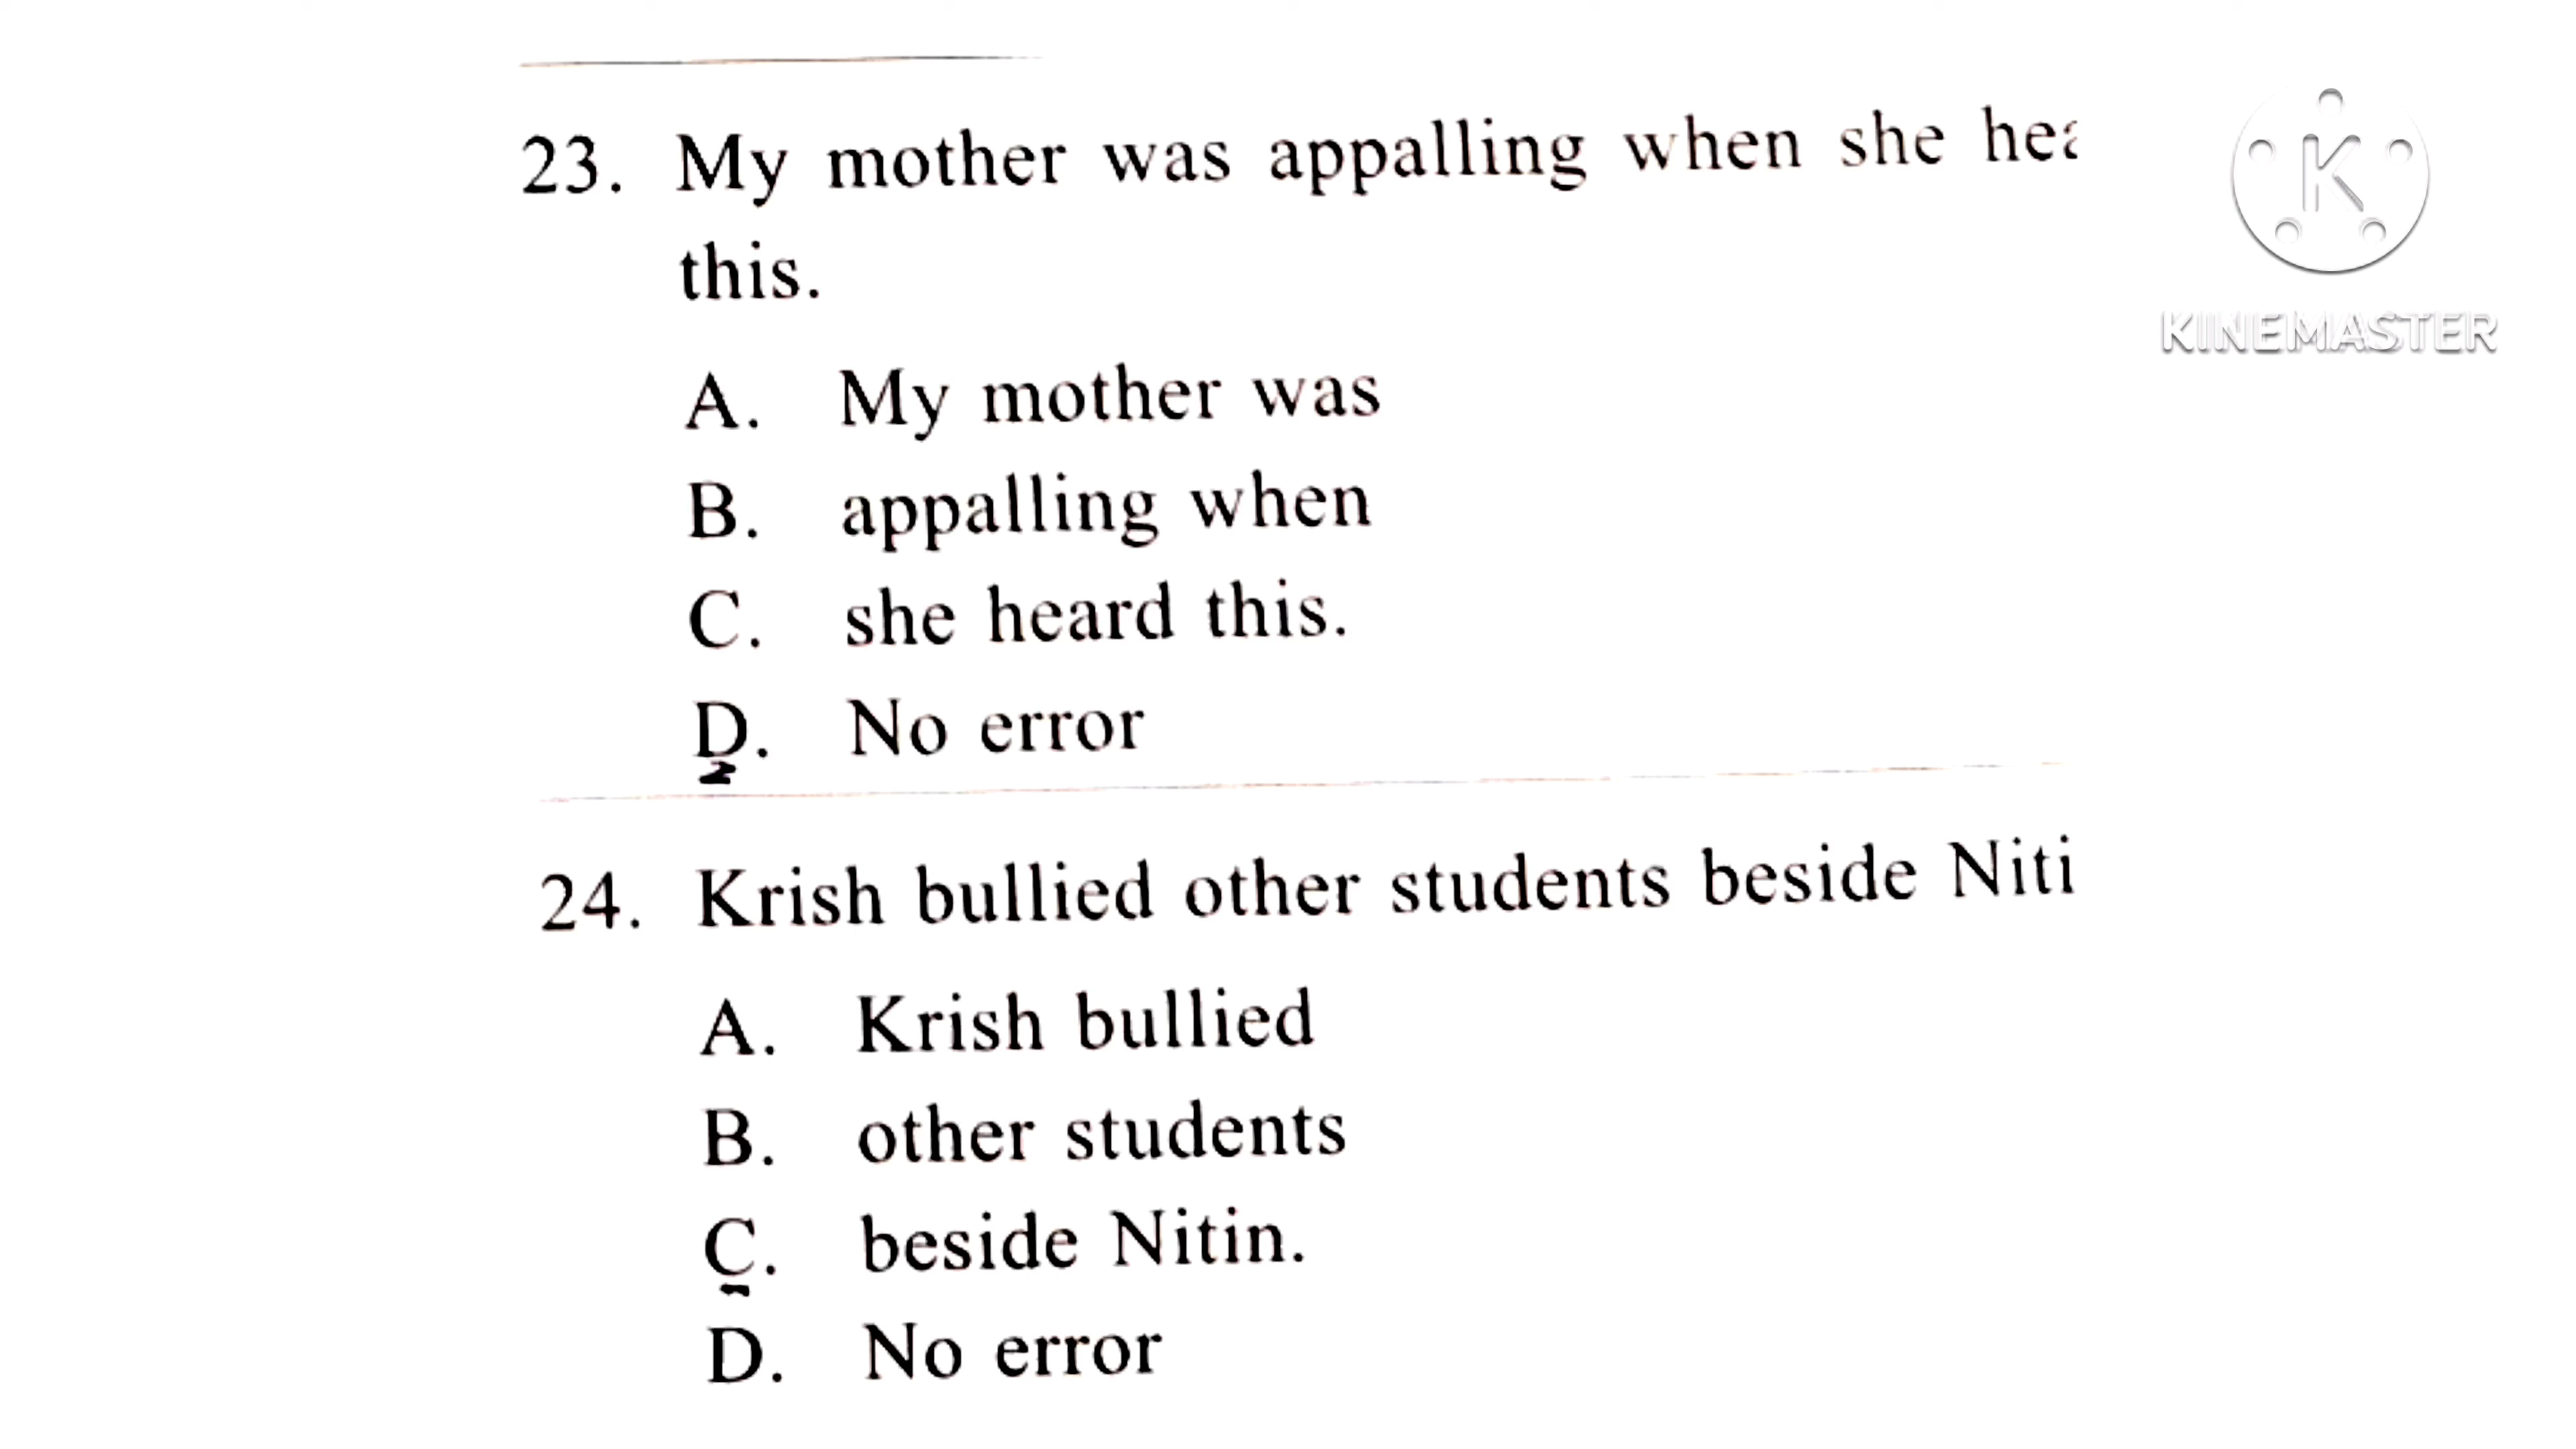 23. My mother was appalling when she hea
this.
A. My mother was
B. appalling when
C. she heard this.
D. No error
24. Krish bullied other students beside Niti
A. Krish bullied
B. other students
C. beside Nitin.
D. No error
K
KINEMASTER